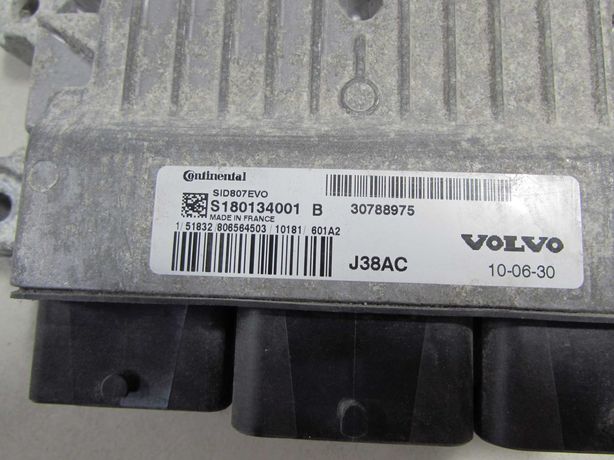 Continental
SID807EVO
S180134001 B 30788975
MADE IN FRANCE
1/51832 806564503/10181/601A2
VOLVO
J38AC 10-06-30